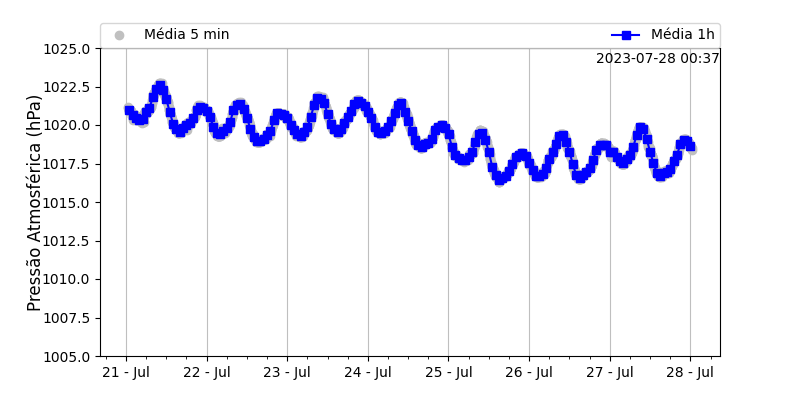 Média 5 min
Média 1h
2023-07-28 00:37
Pressão Atmosférica (hPa)
1025.0
1022.5
1020.0
1017.5
1015.0
1012.5
1010.0
1007.5
1005.0
21 - Jul
22 - Jul
23 - Jul
24 - Jul
25 - Jul
26 - Jul
27 - Jul
28 - Jul